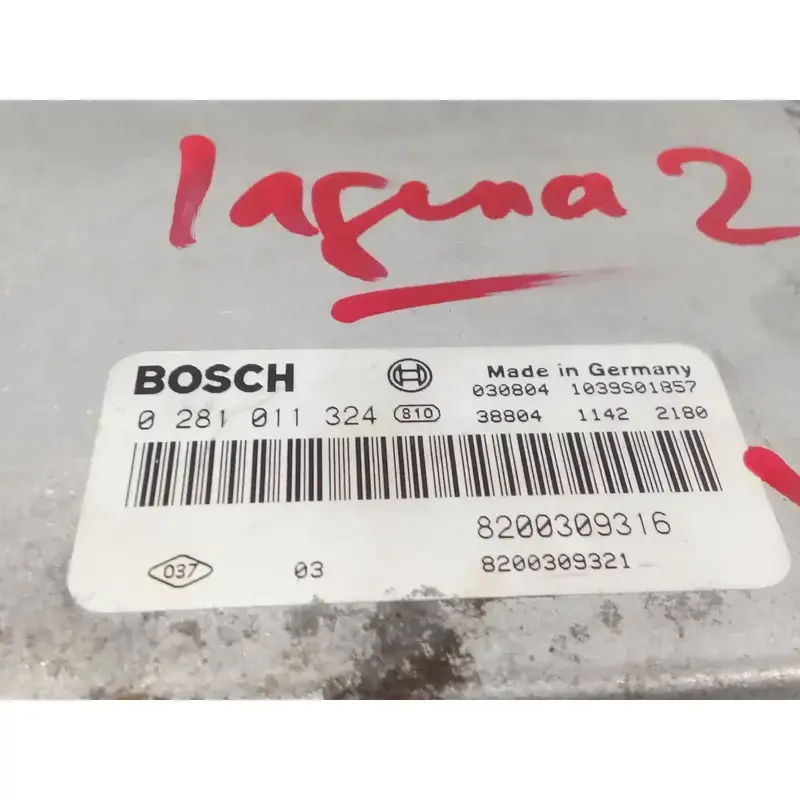 laguna 2
BOSCH
Made in Germany
030804 1039S01857
0 281 011 324 810
38804 1142 2180
8200309316
037 03 8200309321